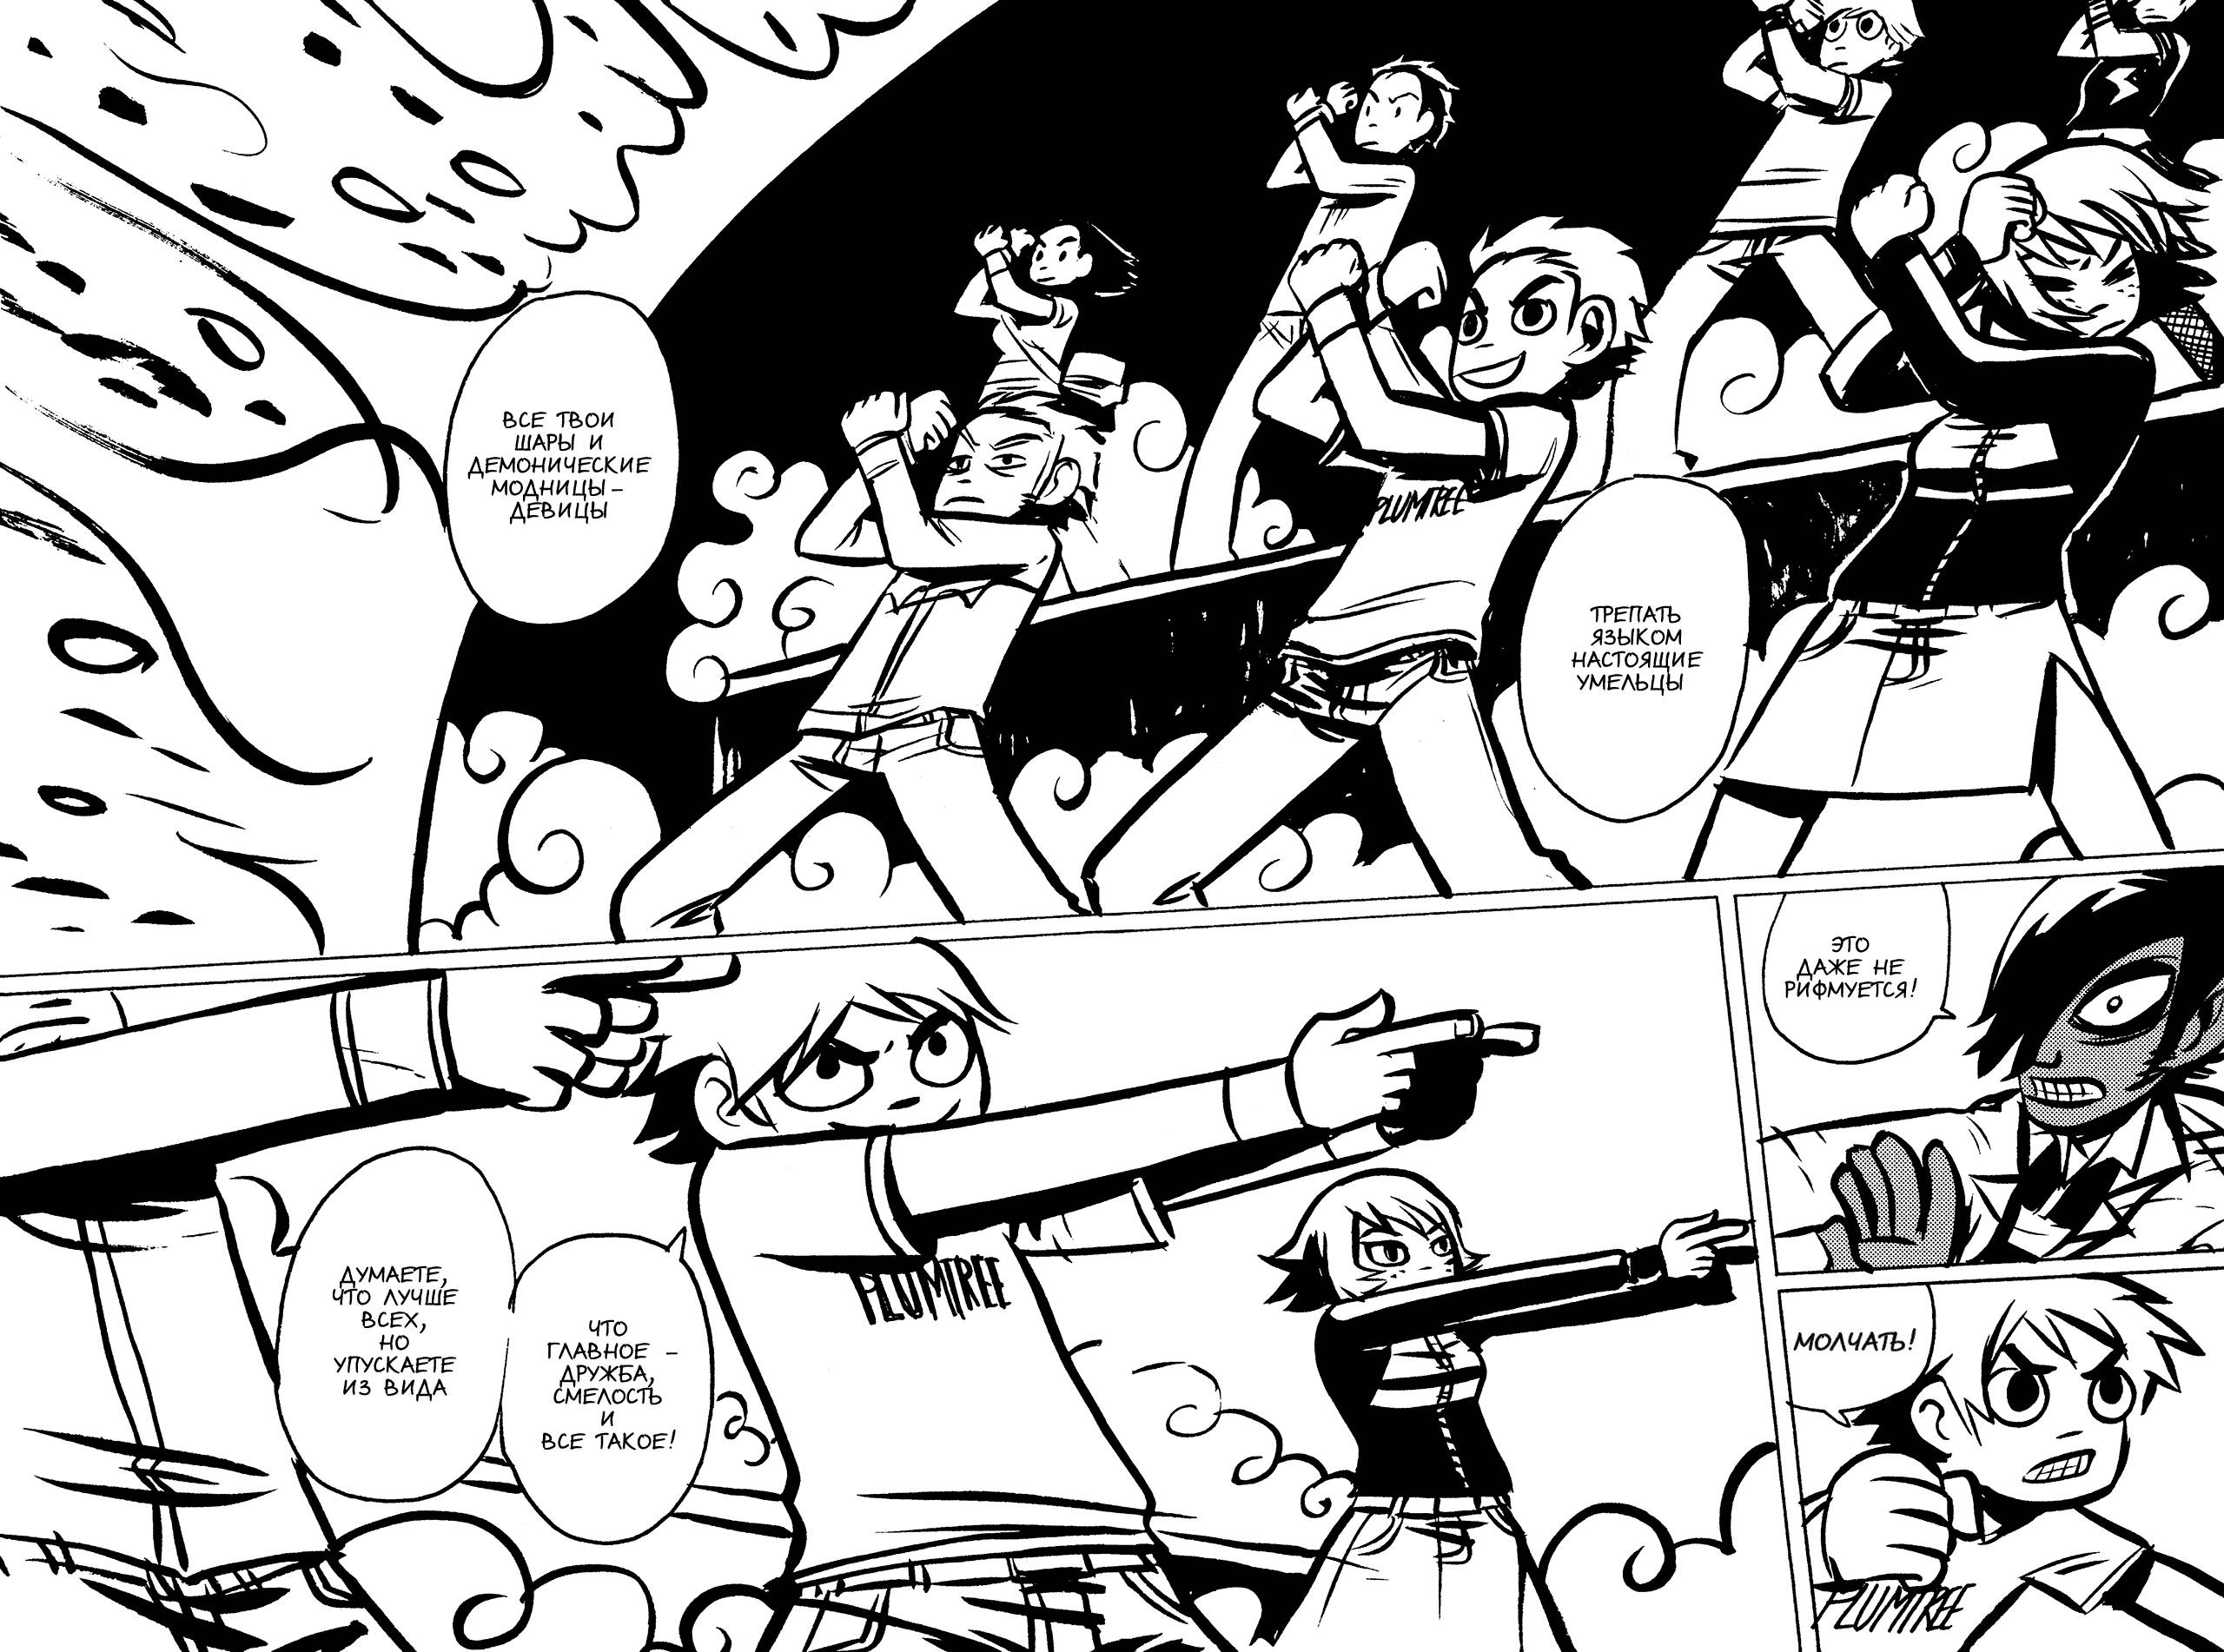 ВСЕ ТВОИ
ШАРЫ И
ДЕМОНИЧЕСКИЕ
МОДНИЦЫ –
ДЕВИЦЫ
PLUMTREE
ТРЕПАТЬ
ЯЗЫКОМ
НАСТОЯЩИЕ
УМЕЛЬЦЫ
ДУМАЕТЕ,
ЧТО ЛУЧШЕ
ВСЕХ,
НО
УПУСКАЕТЕ
ИЗ ВИДА
ЧТО
ГЛАВНОЕ –
ДРУЖБА,
СМЕЛОСТЬ
И
ВСЕ ТАКОЕ!
PLUMTREE
ЭТО
ДАЖЕ НЕ
РИФМУЕТСЯ!
МОЛЧАТЬ!
PLUMTREE